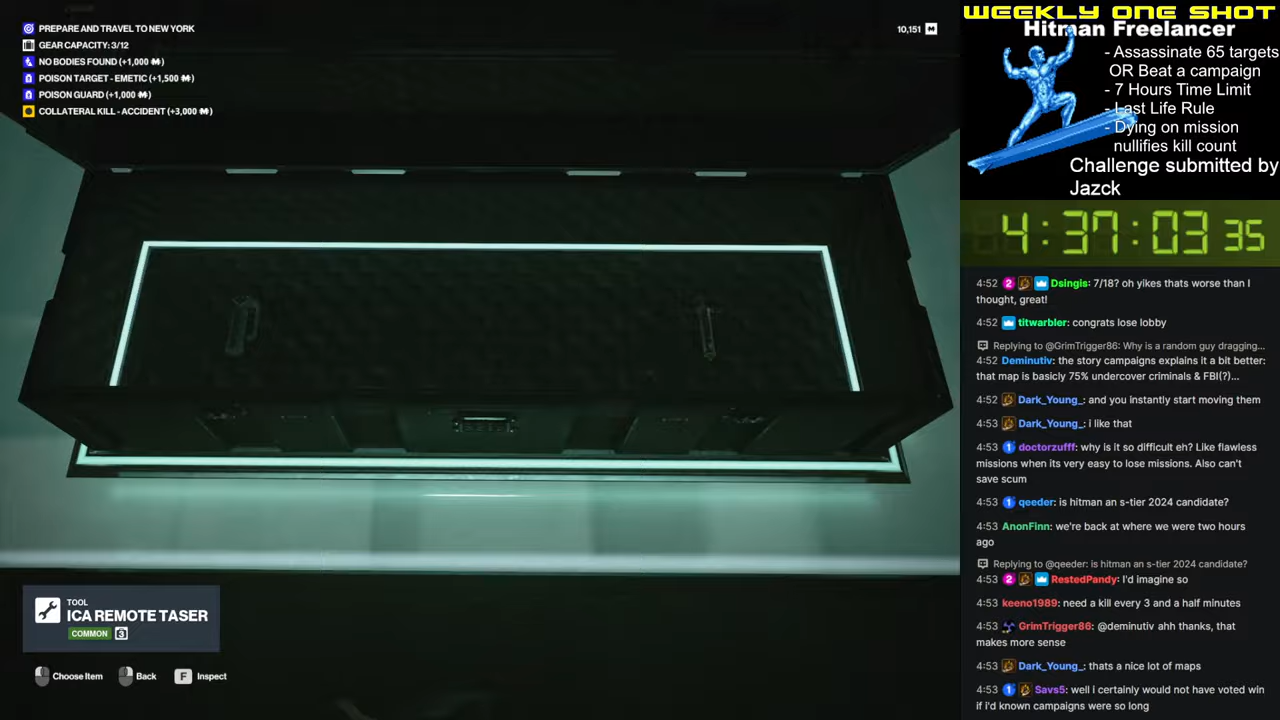 PREPARE AND TRAVEL TO NEW YORK
GEAR CAPACITY: 3/12
NO BODIES FOUND (+1,000 M)
POISON TARGET - EMETIC (+1,500 M)
POISON GUARD (+1,000 M)
COLLATERAL KILL - ACCIDENT (+3,000 M)
10,151 M
TOOL
ICA REMOTE TASER
COMMON 3
Choose Item Back F Inspect
WEEKLY ONE SHOT
Hitman Freelancer
- Assassinate 65 targets
OR Beat a campaign
- 7 Hours Time Limit
- Last Life Rule
- Dying on mission
nullifies kill count
Challenge submitted by
Jazck
4:37:03 35
4:52 2 Dsingis: 7/18? oh yikes thats worse than I
thought, great!
4:52 titwarbler: congrats lose lobby
Replying to @GrimTrigger86: Why is a random guy dragging...
4:52 Deminutiv: the story campaigns explains it a bit better:
that map is basicly 75% undercover criminals & FBI(?)...
4:52 Dark_Young_: and you instantly start moving them
4:53 Dark_Young_: i like that
4:53 1 doctorzufff: why is it so difficult eh? Like flawless
missions when its very easy to lose missions. Also can't
save scum
4:53 1 qeeder: is hitman an s-tier 2024 candidate?
4:53 AnonFinn: we're back at where we were two hours
ago
Replying to @qeeder: is hitman an s-tier 2024 candidate?
4:53 2 RestedPandy: I'd imagine so
4:53 keeno1989: need a kill every 3 and a half minutes
4:53 GrimTrigger86: @deminutiv ahh thanks, that
makes more sense
4:53 Dark_Young_: thats a nice lot of maps
4:53 1 Savs5: well i certainly would not have voted win
if i'd known campaigns were so long